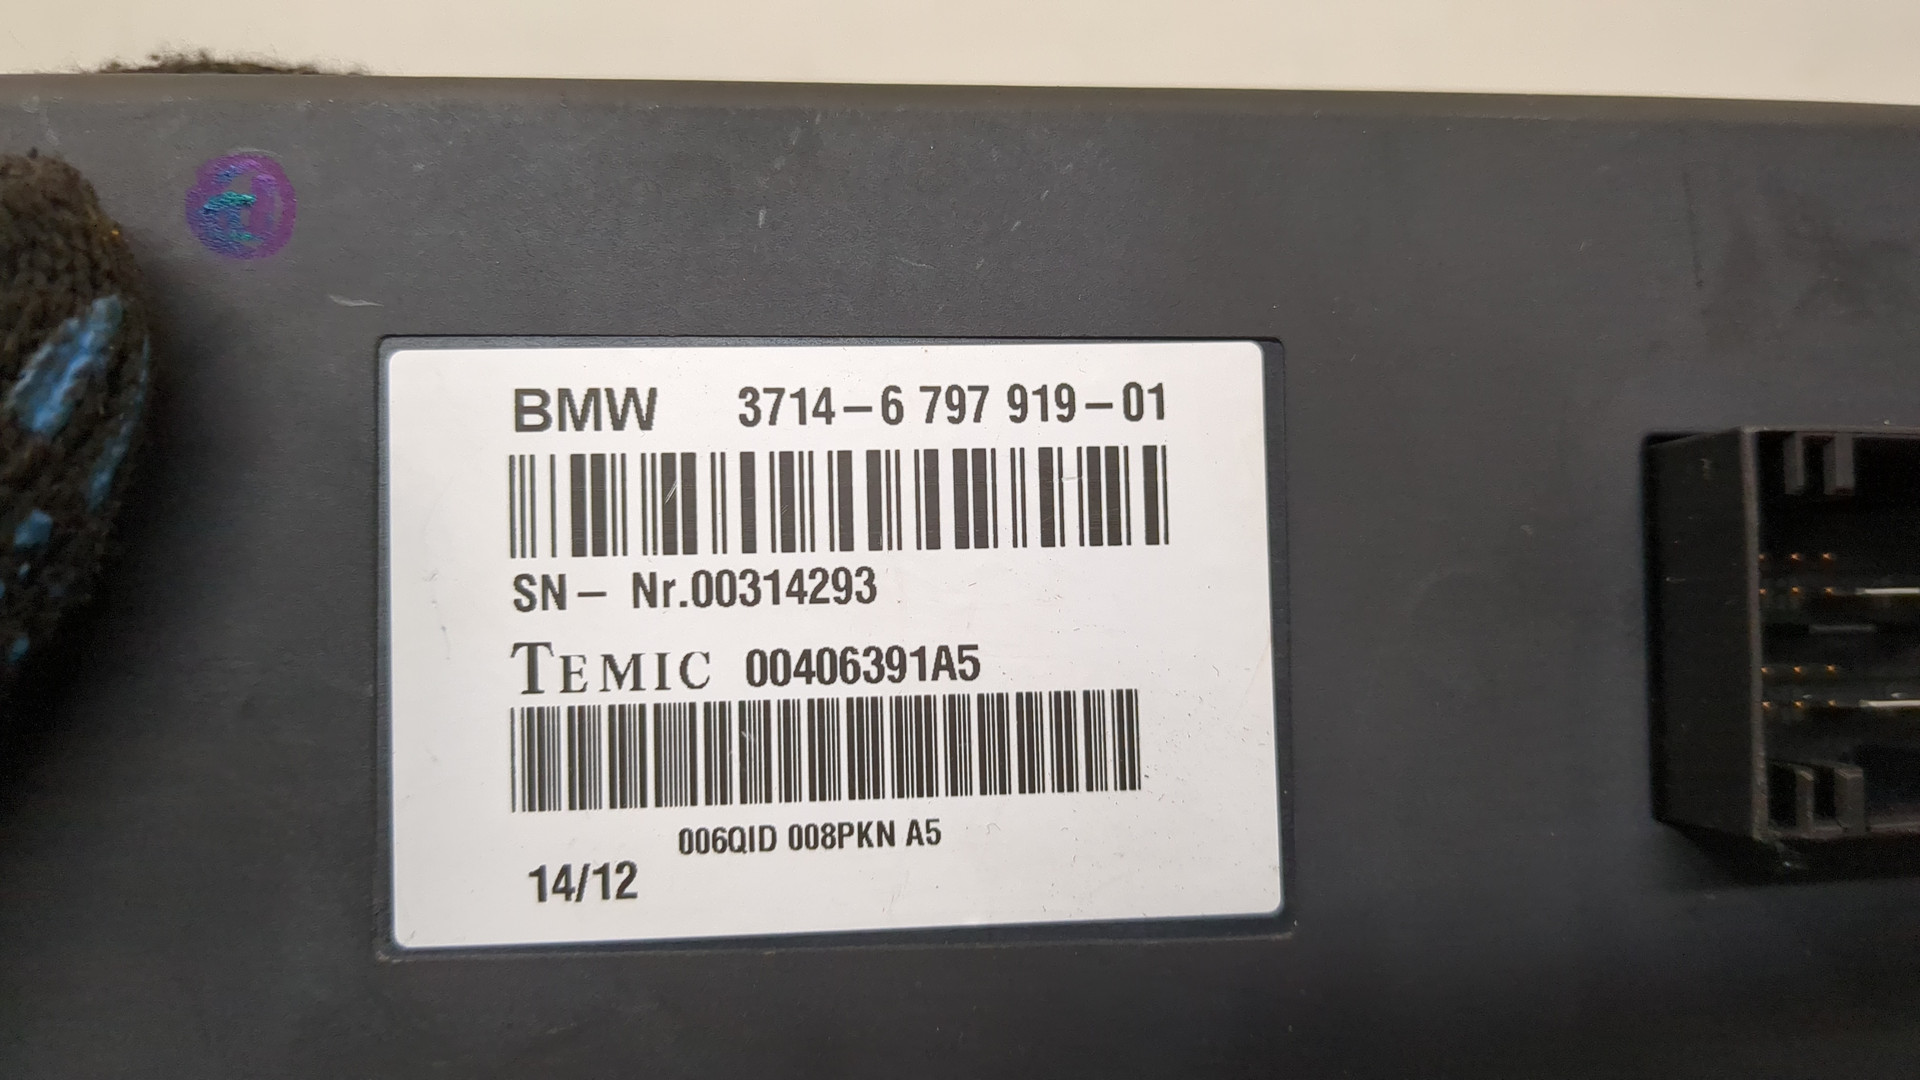 BMW 3714-6 797 919-01
SN- Nr.00314293
TEMIC 00406391A5
006QID 008PKN A5
14/12